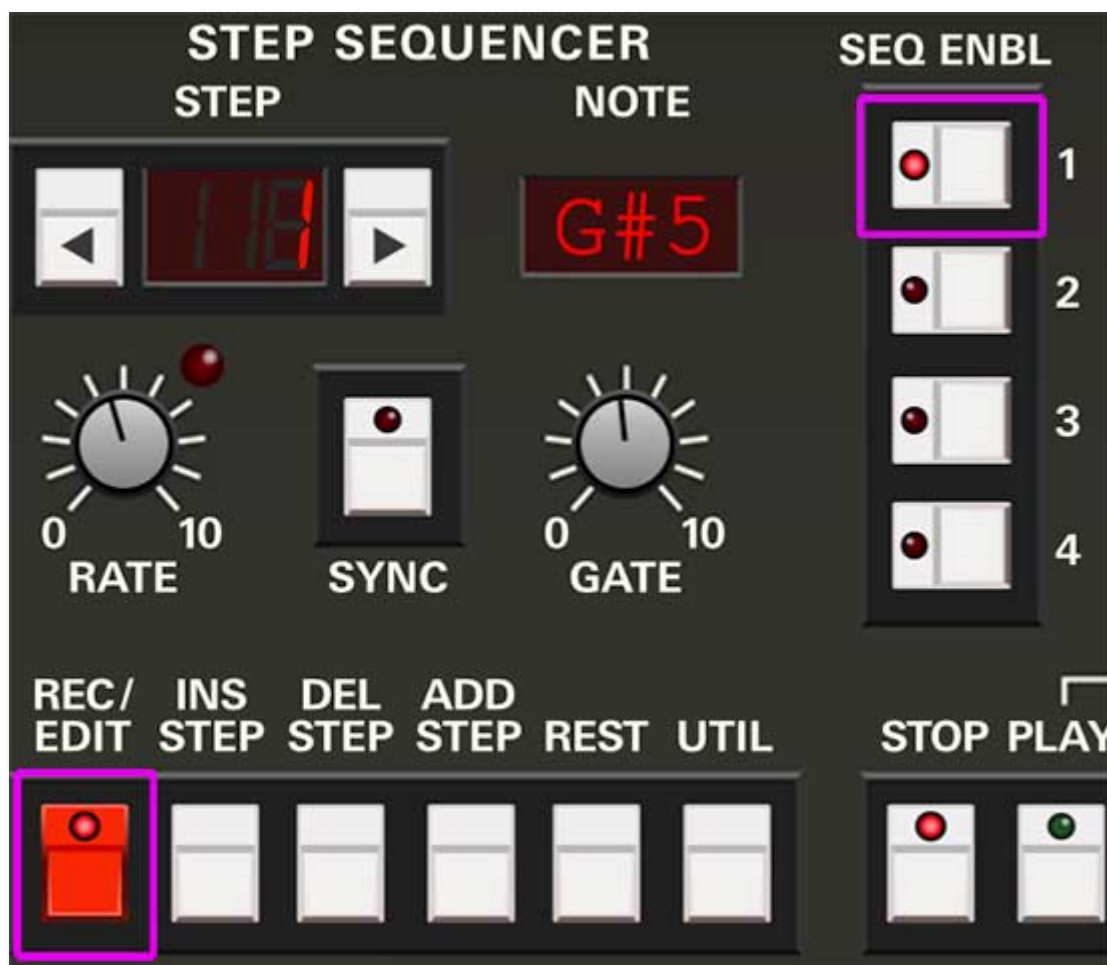 STEP SEQUENCER
SEQ ENBL
STEP
NOTE
1
G#5
1
2
3
4
0
10
RATE
SYNC
0
10
GATE
REC/
EDIT
INS
STEP
DEL
STEP
ADD
STEP
REST
UTIL
STOP
PLAY